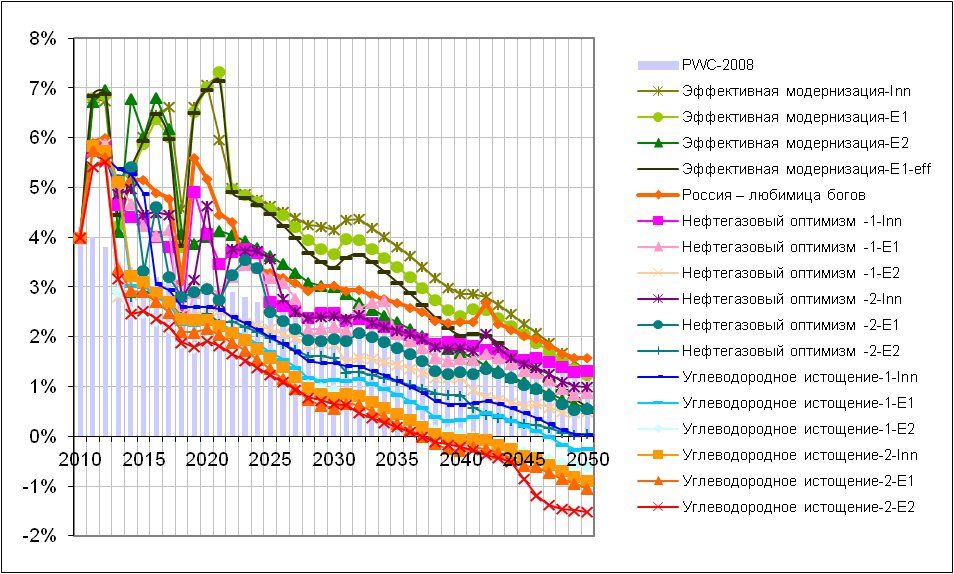 8%
7%
6%
5%
4%
3%
2%
1%
0%
-1%
-2%
2010 2015 2020 2025 2030 2035 2040 2045 2050
PWC-2008
Эффективная модернизация-Inn
Эффективная модернизация-E1
Эффективная модернизация-E2
Эффективная модернизация-E1-eff
Россия – любимица богов
Нефтегазовый оптимизм -1-Inn
Нефтегазовый оптимизм -1-E1
Нефтегазовый оптимизм -1-E2
Нефтегазовый оптимизм -2-Inn
Нефтегазовый оптимизм -2-E1
Нефтегазовый оптимизм -2-E2
Углеводородное истощение-1-Inn
Углеводородное истощение-1-E1
Углеводородное истощение-1-E2
Углеводородное истощение-2-Inn
Углеводородное истощение-2-E1
Углеводородное истощение-2-E2